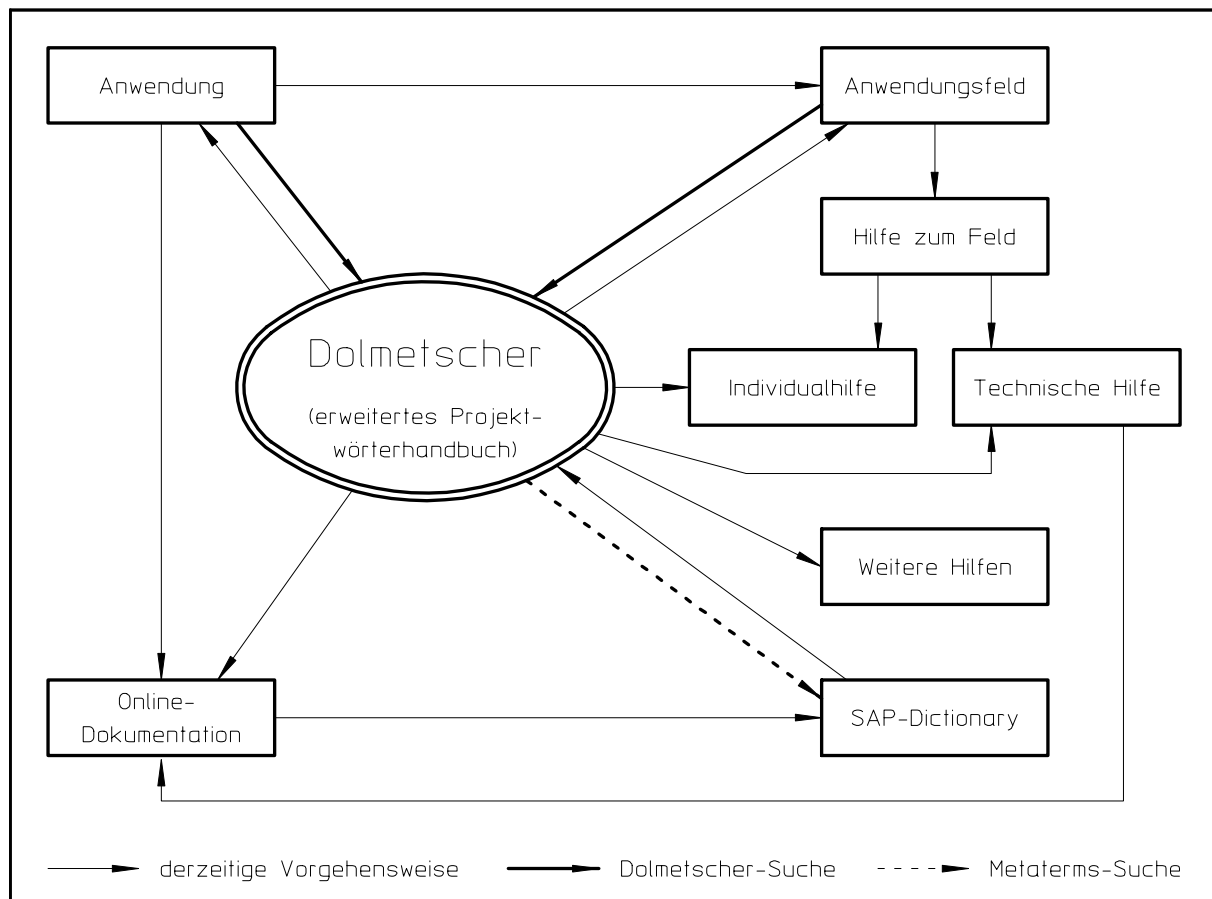 Anwendung
Anwendungsfeld
Hilfe zum Feld
Dolmetscher
(erweitertes Projekt-
wörterhandbuch)
Individualhilfe
Technische Hilfe
Weitere Hilfen
Online-
Dokumentation
SAP-Dictionary
derzeitige Vorgehensweise
Dolmetscher-Suche
Metaterms-Suche